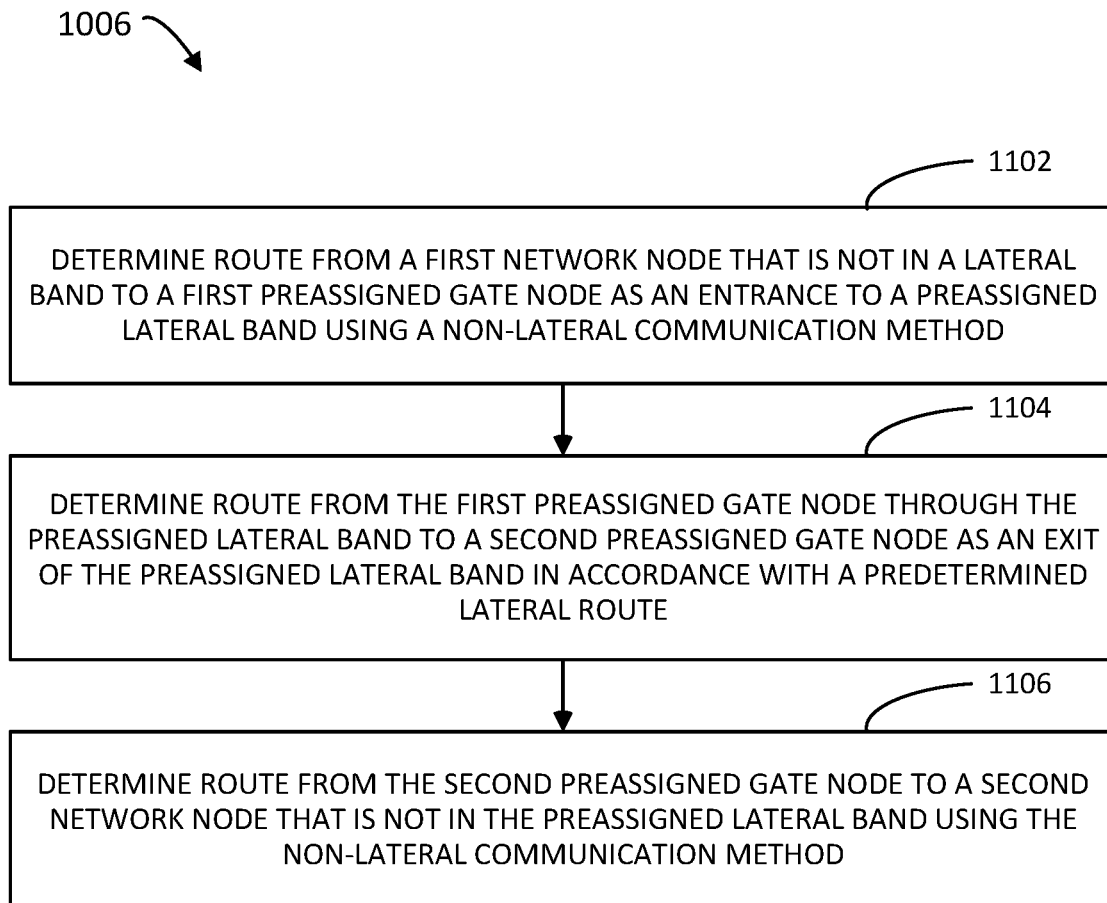 1006
1102
DETERMINE ROUTE FROM A FIRST NETWORK NODE THAT IS NOT IN A LATERAL
BAND TO A FIRST PREASSIGNED GATE NODE AS AN ENTRANCE TO A PREASSIGNED
LATERAL BAND USING A NON-LATERAL COMMUNICATION METHOD
1104
DETERMINE ROUTE FROM THE FIRST PREASSIGNED GATE NODE THROUGH THE
PREASSIGNED LATERAL BAND TO A SECOND PREASSIGNED GATE NODE AS AN EXIT
OF THE PREASSIGNED LATERAL BAND IN ACCORDANCE WITH A PREDETERMINED
LATERAL ROUTE
1106
DETERMINE ROUTE FROM THE SECOND PREASSIGNED GATE NODE TO A SECOND
NETWORK NODE THAT IS NOT IN THE PREASSIGNED LATERAL BAND USING THE
NON-LATERAL COMMUNICATION METHOD